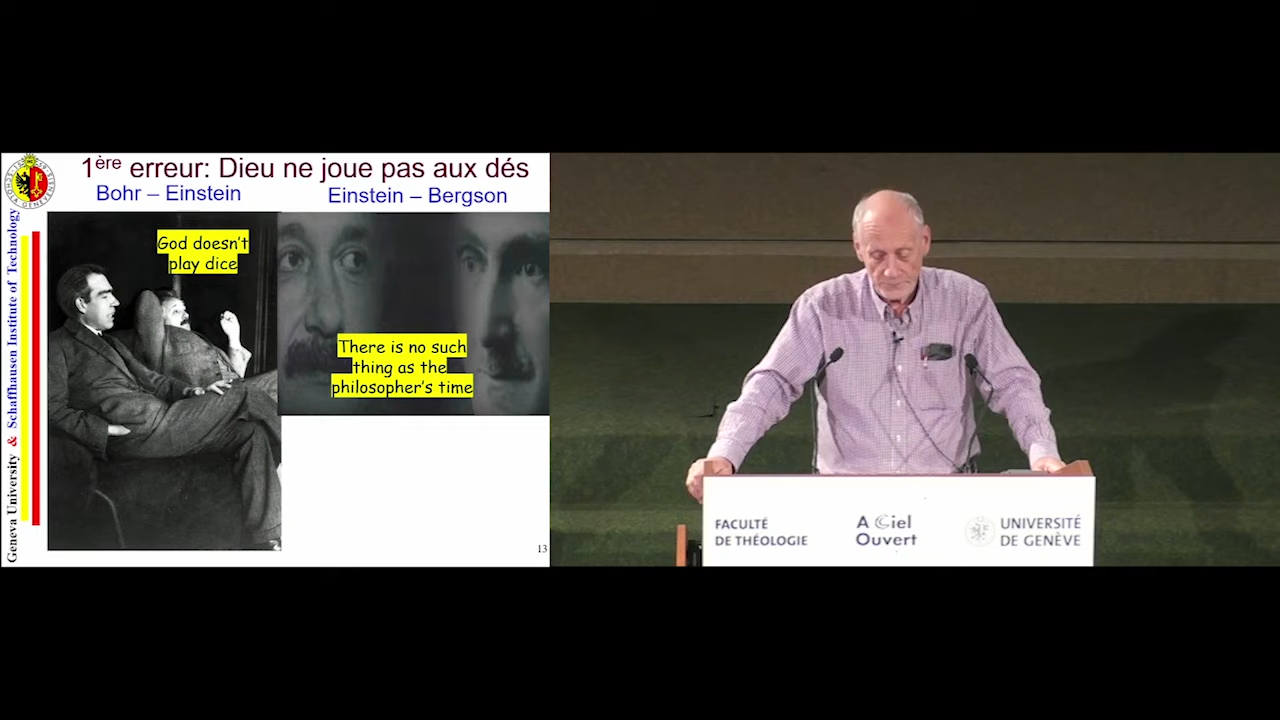 1ère erreur: Dieu ne joue pas aux dés
Bohr – Einstein
Einstein – Bergson
God doesn't
play dice
There is no such
thing as the
philosopher's time
Geneva University & Schaffhausen Institute of Technology
13
FACULTÉ
DE THÉOLOGIE
A Ciel
Ouvert
UNIVERSITÉ
DE GENÈVE